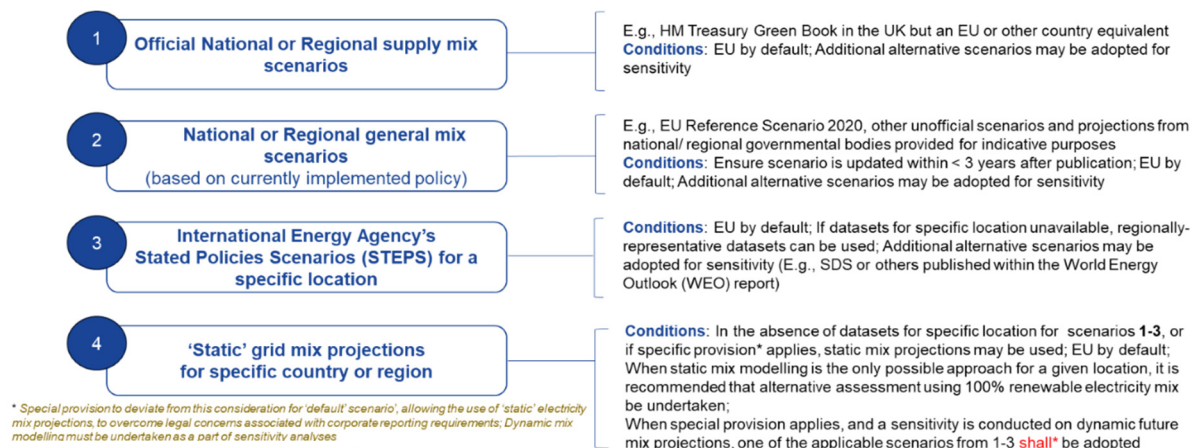 1
Official National or Regional supply mix
scenarios
E.g., HM Treasury Green Book in the UK but an EU or other country equivalent
Conditions: EU by default; Additional alternative scenarios may be adopted for
sensitivity
2
National or Regional general mix
scenarios
(based on currently implemented policy)
E.g., EU Reference Scenario 2020, other unofficial scenarios and projections from
national/ regional governmental bodies provided for indicative purposes
Conditions: Ensure scenario is updated within < 3 years after publication; EU by
default; Additional alternative scenarios may be adopted for sensitivity
3
International Energy Agency's
Stated Policies Scenarios (STEPS) for a
specific location
Conditions: EU by default; If datasets for specific location unavailable, regionally-
representative datasets can be used; Additional alternative scenarios may be
adopted for sensitivity (E.g., SDS or others published within the World Energy
Outlook (WEO) report)
4
‘Static’ grid mix projections
for specific country or region
Conditions: In the absence of datasets for specific location for scenarios 1-3, or
if specific provision* applies, static mix projections may be used; EU by default;
When static mix modelling is the only possible approach for a given location, it is
recommended that alternative assessment using 100% renewable electricity mix
be undertaken;
When special provision applies, and a sensitivity is conducted on dynamic future
mix projections, one of the applicable scenarios from 1-3 shall* be adopted
* Special provision to deviate from this consideration for ‘default’ scenario’, allowing the use of ‘static’ electricity
mix projections, to overcome legal concerns associated with corporate reporting requirements; Dynamic mix
modelling must be undertaken as a part of sensitivity analyses